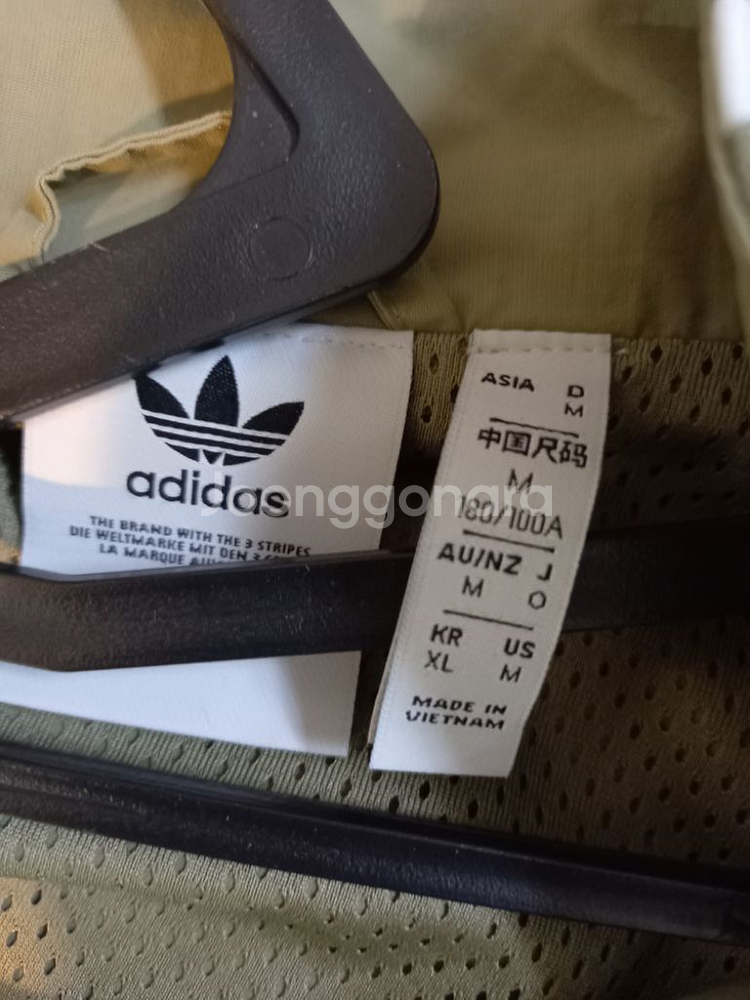 adidas
THE BRAND WITH THE 3 STRIPES
DIE WELTMARKE MIT DEN 3
LA MARQUE
Joonggonara
ASIA D
M
中国尺码
M
180/100A
AU/NZ J
M O
KR US
XL M
MADE IN
VIETNAM